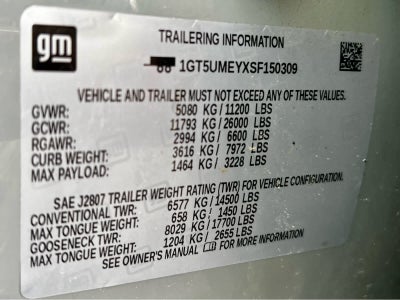 gm
TRAILERING INFORMATION
1GT5UMEYXSF150309
VEHICLE AND TRAILER MUST NOT EXCEED ANY OF THESE VALUES.
GVWR: 5080 KG / 11200 LBS
GCWR: 11793 KG / 26000 LBS
RGAWR: 2994 KG / 6600 LBS
CURB WEIGHT: 3616 KG / 7972 LBS
MAX PAYLOAD: 1464 KG / 3228 LBS
SAE J2807 TRAILER WEIGHT RATING (TWR) FOR VEHICLE CONFIGURATION.
CONVENTIONAL TWR: 6577 KG / 14500 LBS
MAX TONGUE WEIGHT: 658 KG / 1450 LBS
GOOSENECK TWR: 8029 KG / 17700 LBS
MAX TONGUE WEIGHT: 1204 KG / 2655 LBS
SEE OWNER'S MANUAL FOR MORE INFORMATION